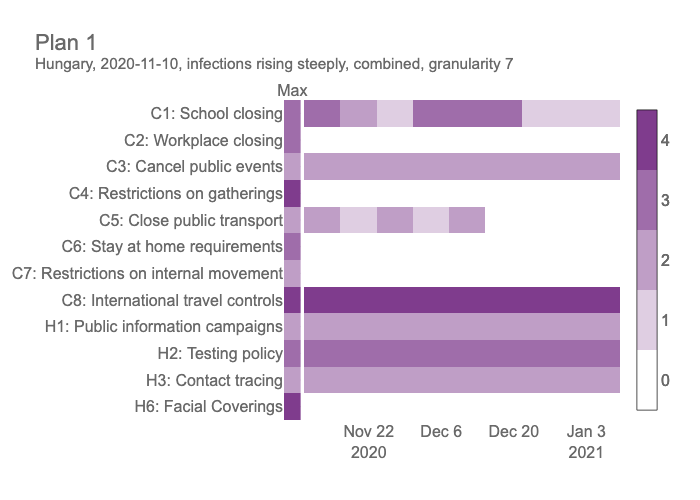 Plan 1
Hungary, 2020-11-10, infections rising steeply, combined, granularity 7
Max
C1: School closing
C2: Workplace closing
C3: Cancel public events
C4: Restrictions on gatherings
C5: Close public transport
C6: Stay at home requirements
C7: Restrictions on internal movement
C8: International travel controls
H1: Public information campaigns
H2: Testing policy
H3: Contact tracing
H6: Facial Coverings
4
3
2
1
0
Nov 22 Dec 6 Dec 20 Jan 3
2020 2021